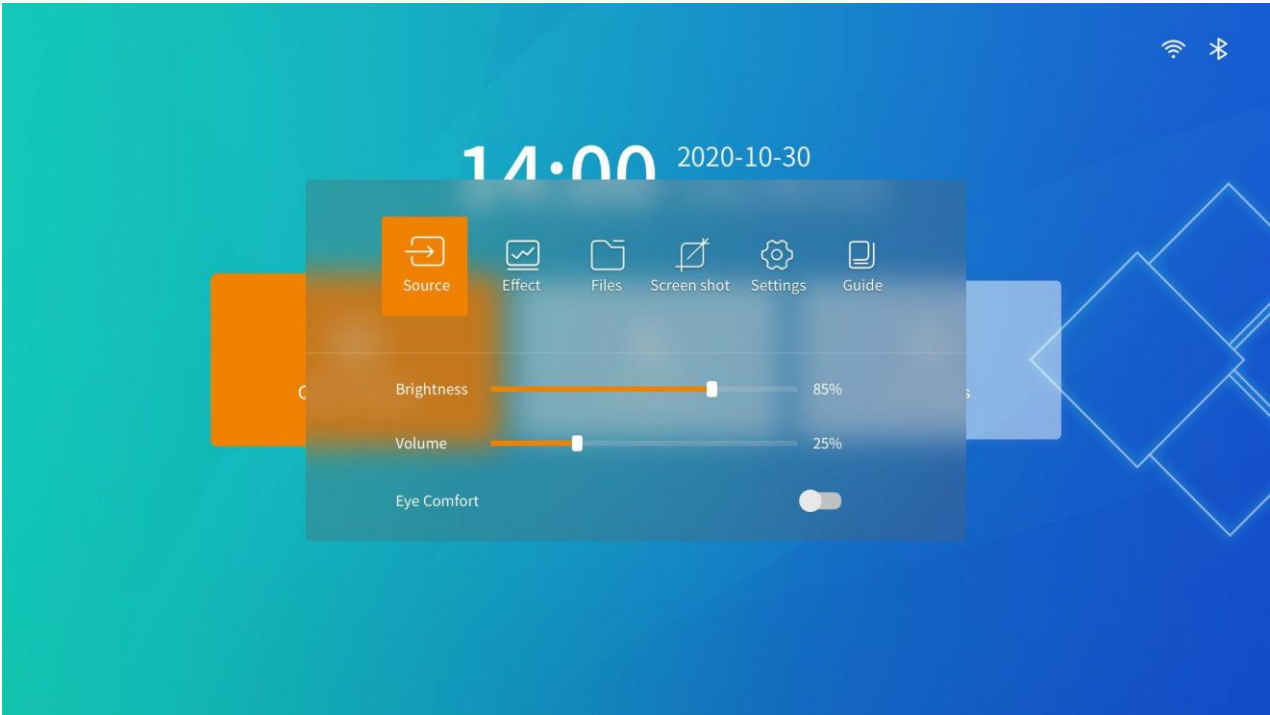 14:00 2020-10-30
Source Effect Files Screen shot Settings Guide
Brightness 85%
Volume 25%
Eye Comfort